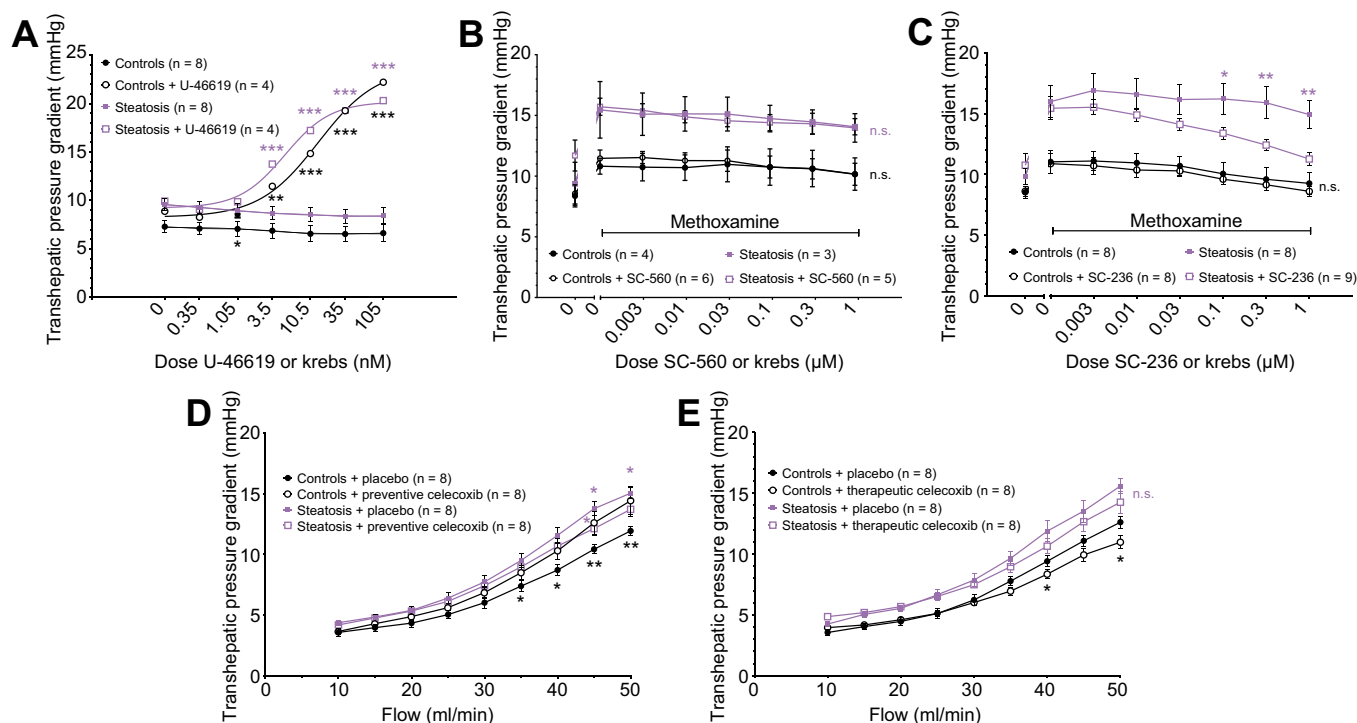 A
Transhepatic pressure gradient (mmHg)
25
20
15
10
5
0
Controls (n = 8)
Controls + U-46619 (n = 4)
Steatosis (n = 8)
Steatosis + U-46619 (n = 4)
***
***
***
***
***
***
***
**
*
0
0.35
1.05
3.5
10.5
35
105
Dose U-46619 or krebs (nM)
B
Transhepatic pressure gradient (mmHg)
20
15
10
5
0
n.s.
n.s.
Methoxamine
Controls (n = 4)
Steatosis (n = 3)
Controls + SC-560 (n = 6)
Steatosis + SC-560 (n = 5)
0
0
0.003
0.01
0.03
0.1
0.3
1
Dose SC-560 or krebs (μM)
C
Transhepatic pressure gradient (mmHg)
20
15
10
5
0
*
**
**
n.s.
Methoxamine
Controls (n = 8)
Steatosis (n = 8)
Controls + SC-236 (n = 8)
Steatosis + SC-236 (n = 9)
0
0
0.003
0.01
0.03
0.1
0.3
1
Dose SC-236 or krebs (μM)
D
Transhepatic pressure gradient (mmHg)
20
15
10
5
0
Controls + placebo (n = 8)
Controls + preventive celecoxib (n = 8)
Steatosis + placebo (n = 8)
Steatosis + preventive celecoxib (n = 8)
*
*
*
*
*
**
**
0
10
20
30
40
50
Flow (ml/min)
E
Transhepatic pressure gradient (mmHg)
20
15
10
5
0
Controls + placebo (n = 8)
Controls + therapeutic celecoxib (n = 8)
Steatosis + placebo (n = 8)
Steatosis + therapeutic celecoxib (n = 8)
n.s.
*
*
0
10
20
30
40
50
Flow (ml/min)